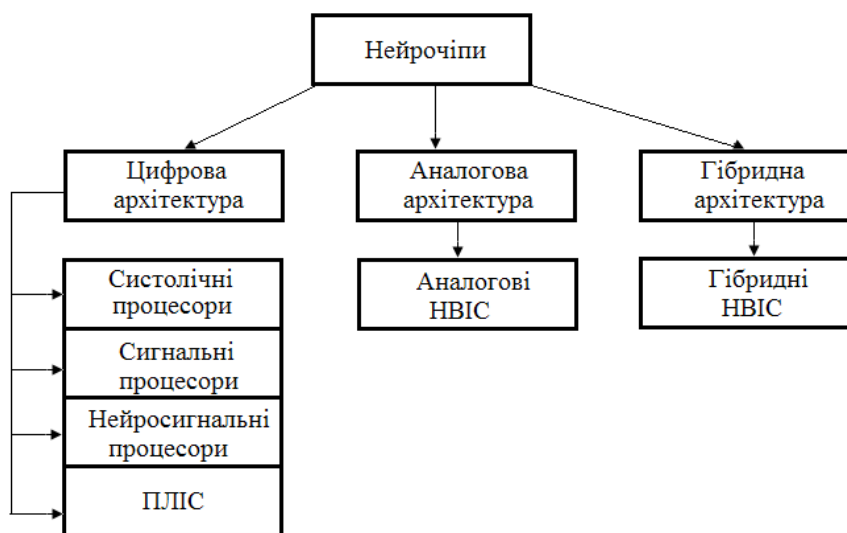 Нейрочіпи
Цифрова
архітектура
Аналогова
архітектура
Гібридна
архітектура
Систолічні
процесори
Сигнальні
процесори
Нейросигнальні
процесори
ПЛІС
Аналогові
НВІС
Гібридні
НВІС